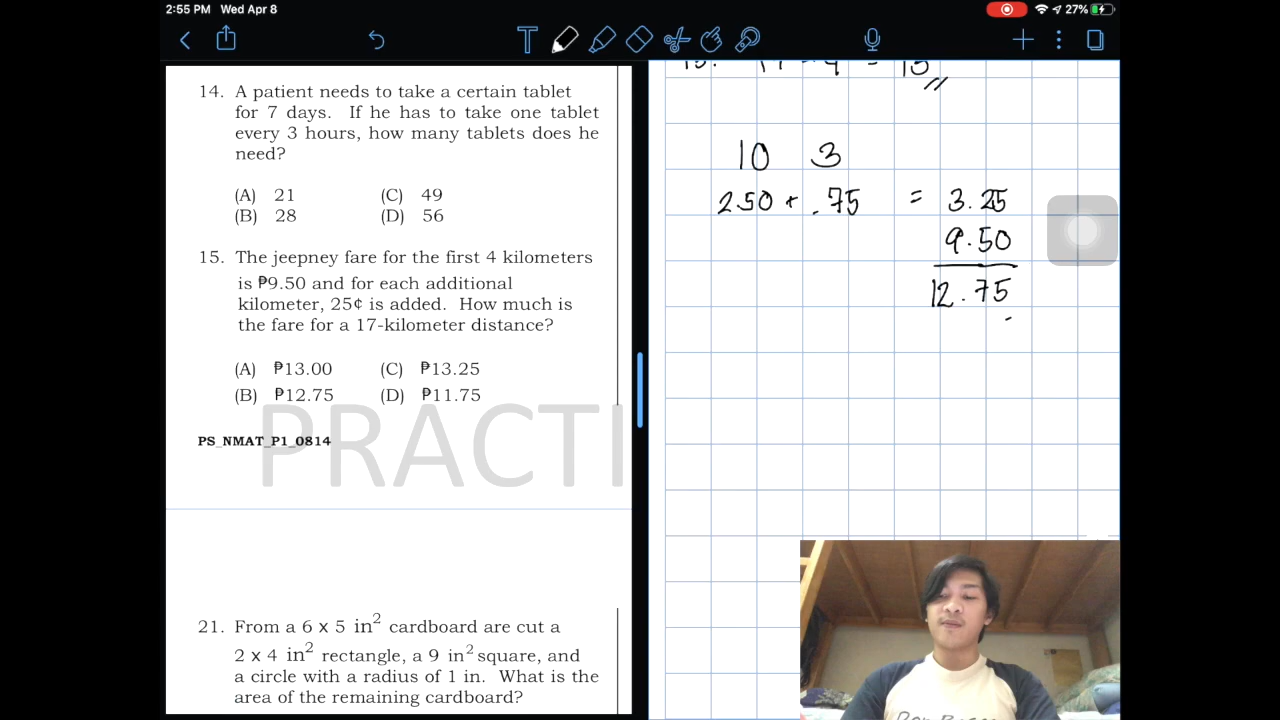 2:55 PM Wed Apr 8
27%
14. A patient needs to take a certain tablet
for 7 days. If he has to take one tablet
every 3 hours, how many tablets does he
need?
(A) 21 (C) 49
(B) 28 (D) 56
15. The jeepney fare for the first 4 kilometers
is ₱9.50 and for each additional
kilometer, 25¢ is added. How much is
the fare for a 17-kilometer distance?
(A) ₱13.00 (C) ₱13.25
(B) ₱12.75 (D) ₱11.75
PRACTI
PS_NMAT_P1_0814
21. From a 6 x 5 in² cardboard are cut a
2 x 4 in² rectangle, a 9 in² square, and
a circle with a radius of 1 in. What is the
area of the remaining cardboard?
10 3
2.50 + .75 = 3.25
9.50
12.75